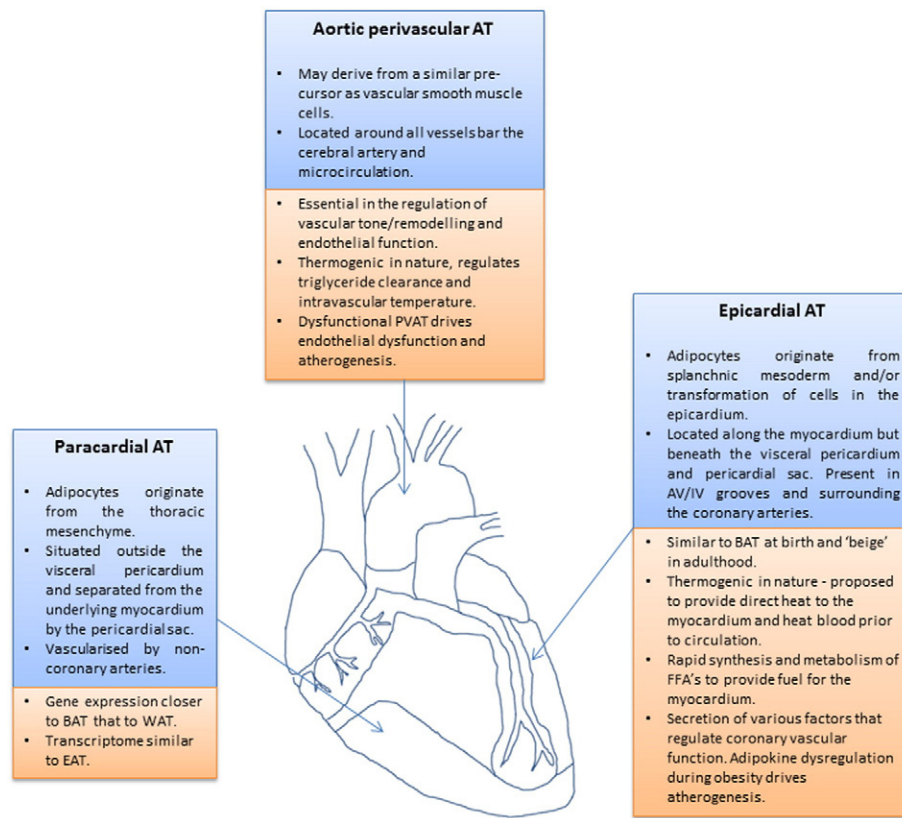 Aortic perivascular AT
• May derive from a similar pre-
cursor as vascular smooth muscle
cells.
• Located around all vessels bar the
cerebral artery and
microcirculation.
• Essential in the regulation of
vascular tone/remodelling and
endothelial function.
• Thermogenic in nature, regulates
triglyceride clearance and
intravascular temperature.
• Dysfunctional PVAT drives
endothelial dysfunction and
atherogenesis.
Paracardial AT
• Adipocytes originate
from the thoracic
mesenchyme.
• Situated outside the
visceral pericardium
and separated from the
underlying myocardium
by the pericardial sac.
• Vascularised by non-
coronary arteries.
• Gene expression closer
to BAT that to WAT.
• Transcriptome similar
to EAT.
Epicardial AT
• Adipocytes originate from
splanchnic mesoderm and/or
transformation of cells in the
epicardium.
• Located along the myocardium but
beneath the visceral pericardium
and pericardial sac. Present in
AV/IV grooves and surrounding
the coronary arteries.
• Similar to BAT at birth and ‘beige’
in adulthood.
• Thermogenic in nature - proposed
to provide direct heat to the
myocardium and heat blood prior
to circulation.
• Rapid synthesis and metabolism of
FFA's to provide fuel for the
myocardium.
• Secretion of various factors that
regulate coronary vascular
function. Adipokine dysregulation
during obesity drives
atherogenesis.